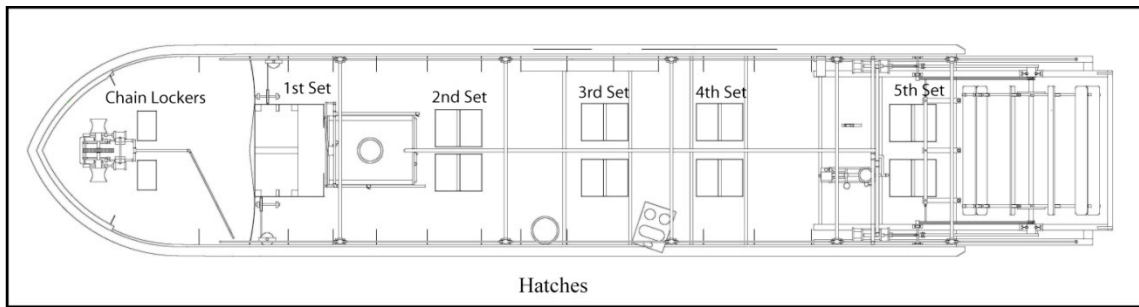 Chain Lockers
1st Set
2nd Set
3rd Set
4th Set
5th Set
Hatches